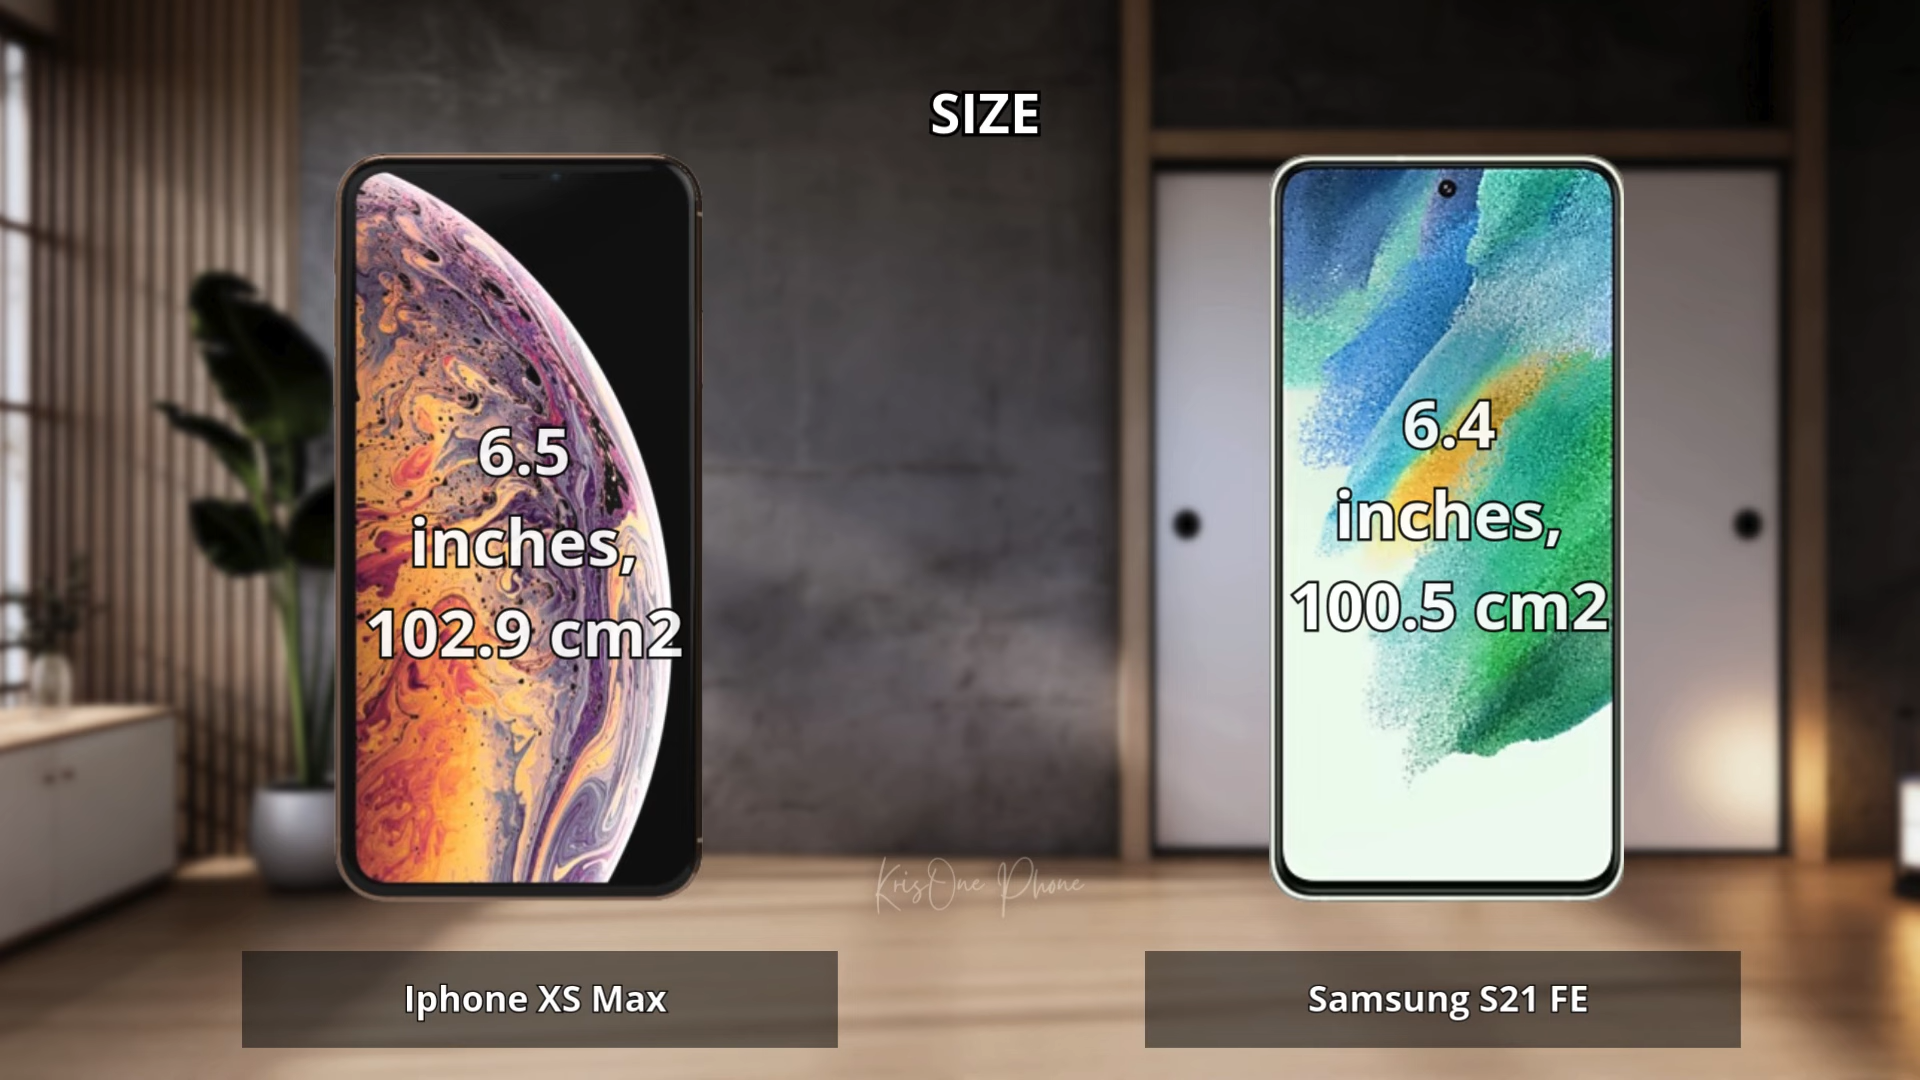 SIZE
6.5
inches,
102.9 cm2
6.4
inches,
100.5 cm2
KrisOne Phone
Iphone XS Max
Samsung S21 FE